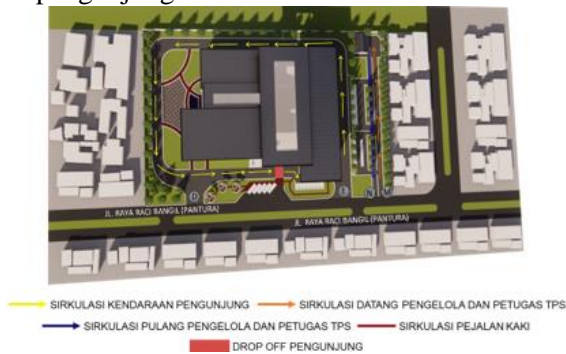 JL. RAYA RACI BANGIL (PANTURA)
JL. RAYA RACI BANGIL (PANTURA)
SIRKULASI KENDARAAN PENGUNJUNG
SIRKULASI DATANG PENGELOLA DAN PETUGAS TPS
SIRKULASI PULANG PENGELOLA DAN PETUGAS TPS
SIRKULASI PEJALAN KAKI
DROP OFF PENGUNJUNG